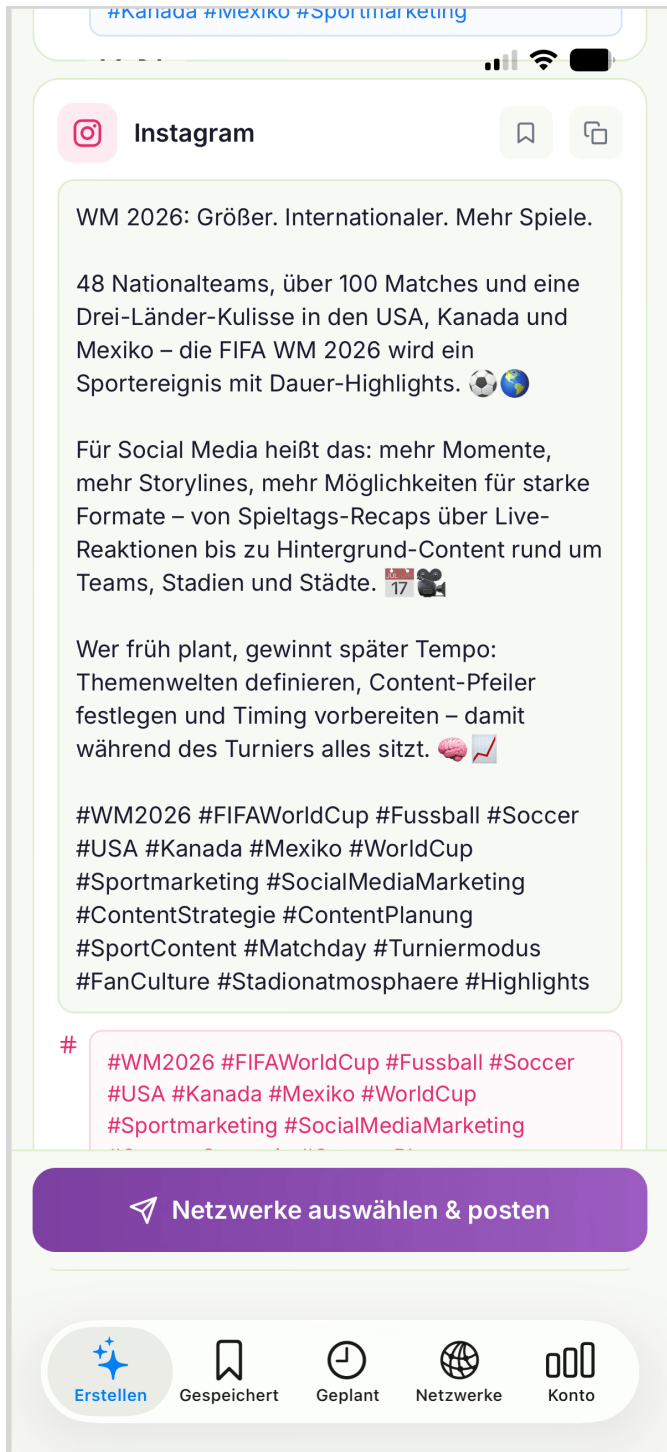 #Kanada #Mexiko #Sportmarketing
Instagram
WM 2026: Größer. Internationaler. Mehr Spiele.
48 Nationalteams, über 100 Matches und eine
Drei-Länder-Kulisse in den USA, Kanada und
Mexiko – die FIFA WM 2026 wird ein
Sportereignis mit Dauer-Highlights. ⚽🌎
Für Social Media heißt das: mehr Momente,
mehr Storylines, mehr Möglichkeiten für starke
Formate – von Spieltags-Recaps über Live-
Reaktionen bis zu Hintergrund-Content rund um
Teams, Stadien und Städte. 📅🎥
Wer früh plant, gewinnt später Tempo:
Themenwelten definieren, Content-Pfeiler
festlegen und Timing vorbereiten – damit
während des Turniers alles sitzt. 🧠📈
#WM2026 #FIFAWorldCup #Fussball #Soccer
#USA #Kanada #Mexiko #WorldCup
#Sportmarketing #SocialMediaMarketing
#ContentStrategie #ContentPlanung
#SportContent #Matchday #Turniermodus
#FanCulture #Stadionatmosphaere #Highlights
#
#WM2026 #FIFAWorldCup #Fussball #Soccer
#USA #Kanada #Mexiko #WorldCup
#Sportmarketing #SocialMediaMarketing
Netzwerke auswählen & posten
Erstellen
Gespeichert
Geplant
Netzwerke
Konto